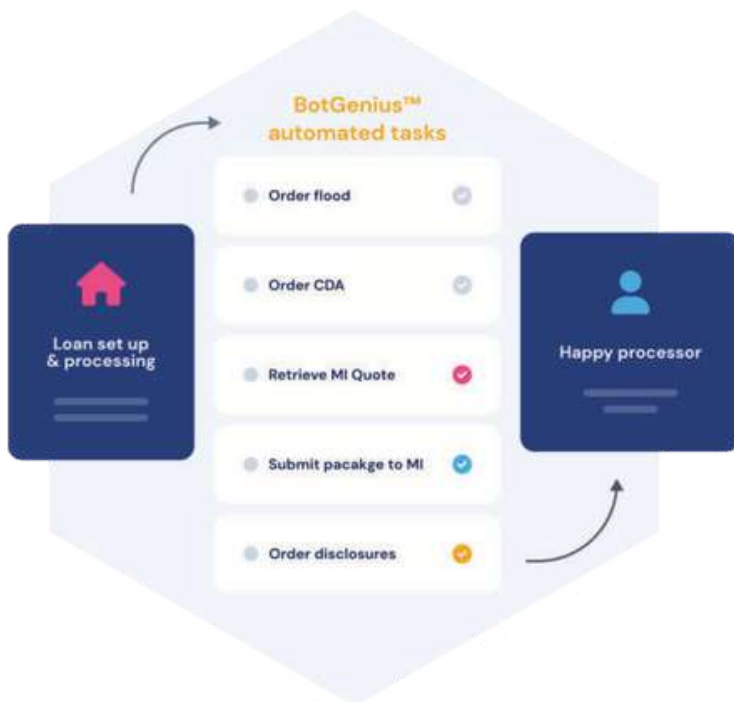 BotGenius™
automated tasks
Order flood
Order CDA
Loan set up
& processing
Retrieve MI Quote
Happy processor
Submit pacakge to MI
Order disclosures